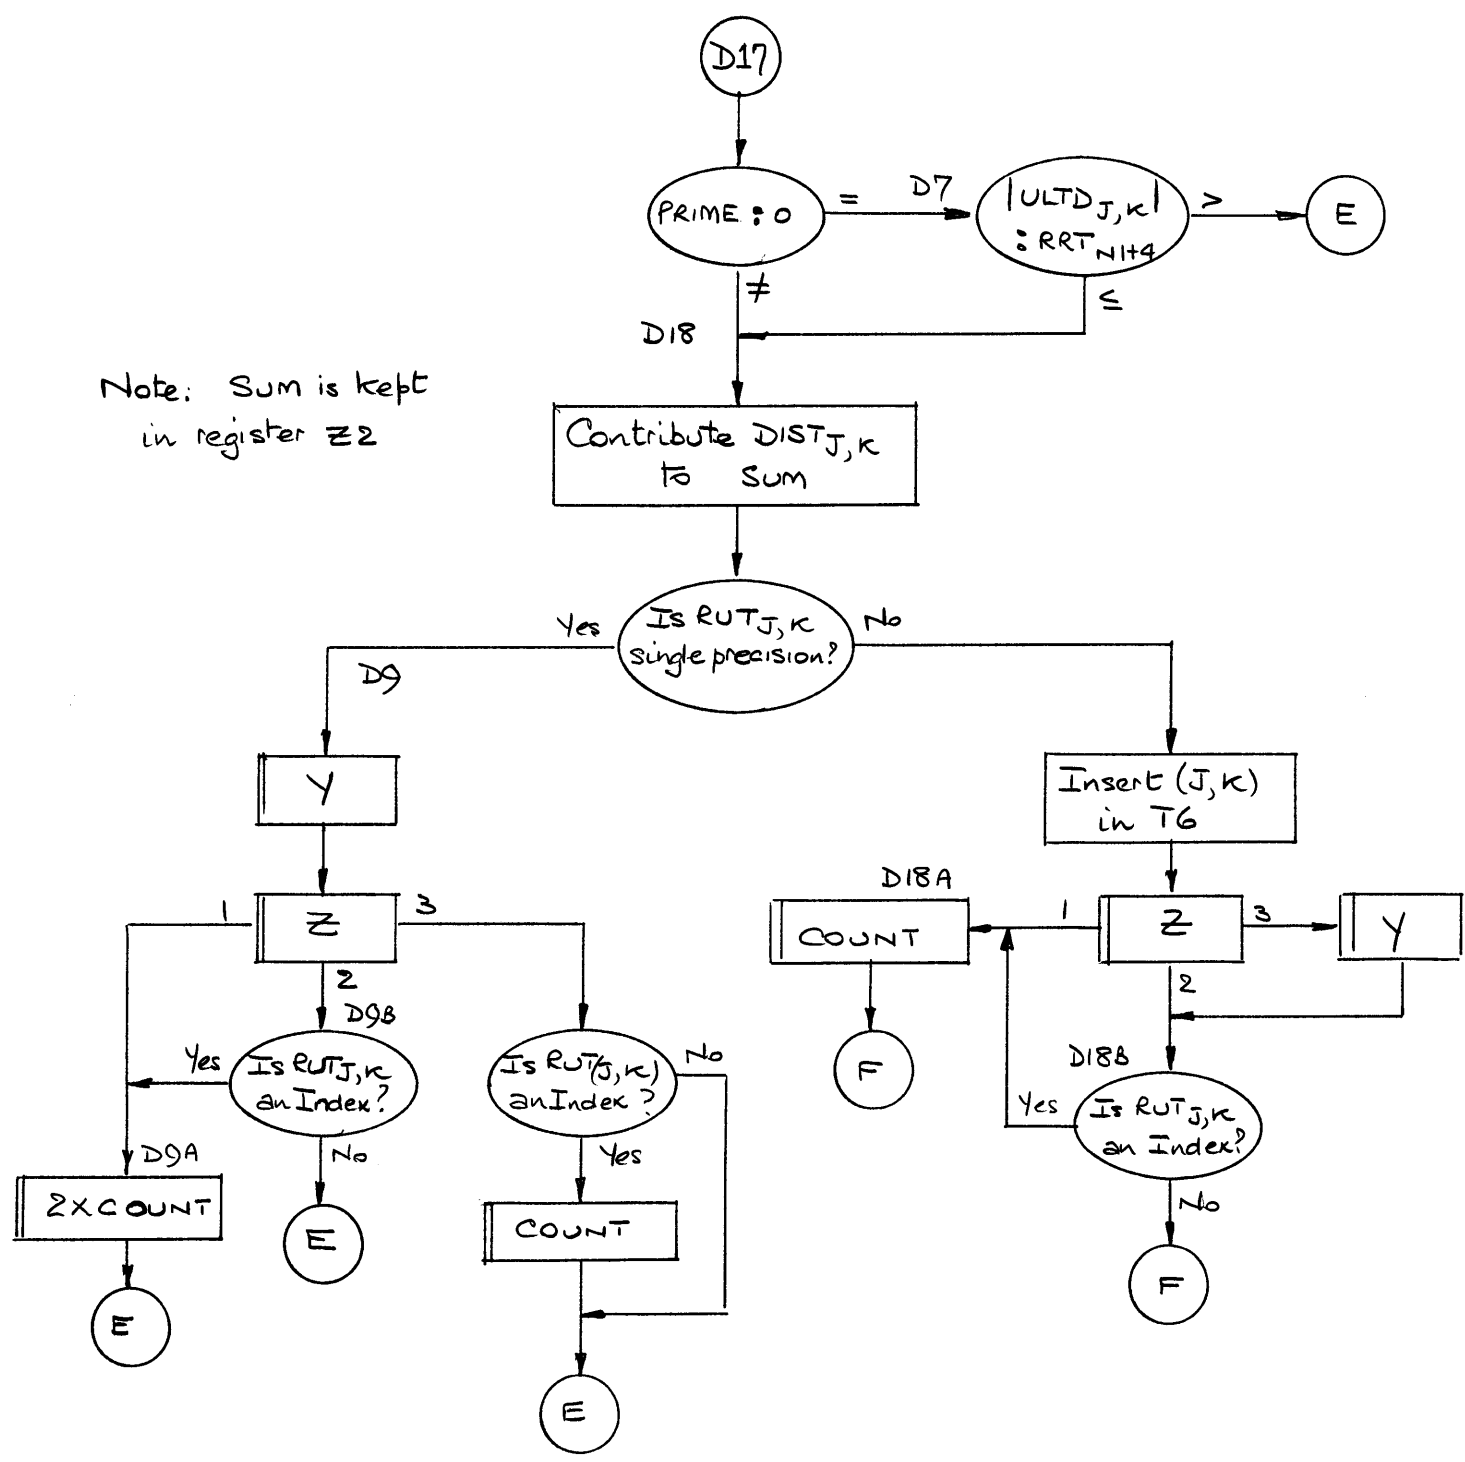 D17
PRIME : 0
=
D7
|ULTD J,K|
: RRT N1+4
>
E
≠
≤
D18
Note: Sum is kept
in register Z2
Contribute DIST J,K
to Sum
Is RUT J,K
single precision?
Yes
No
D9
Y
Insert (J,K)
in T6
1
Z
3
2
D9B
D18A
COUNT
1
Z
3
Y
2
Yes
Is RUT J,K
an Index?
No
Is RUT(J,K)
an Index?
No
Yes
F
D18B
Yes
Is RUT J,K
an Index?
No
D9A
2XCOUNT
E
COUNT
F
E
E